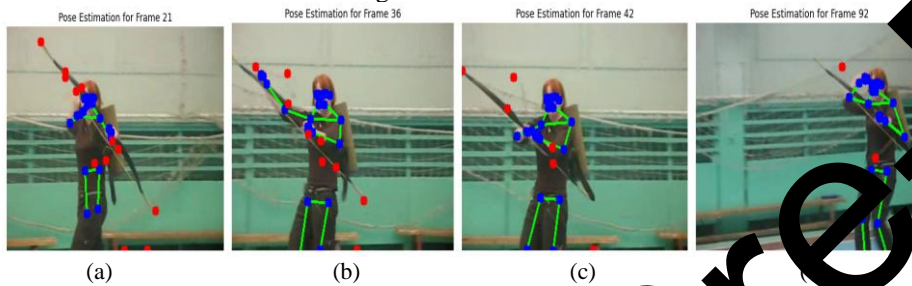 Pose Estimation for Frame 21
Pose Estimation for Frame 36
Pose Estimation for Frame 42
Pose Estimation for Frame 92
(a)
(b)
(c)